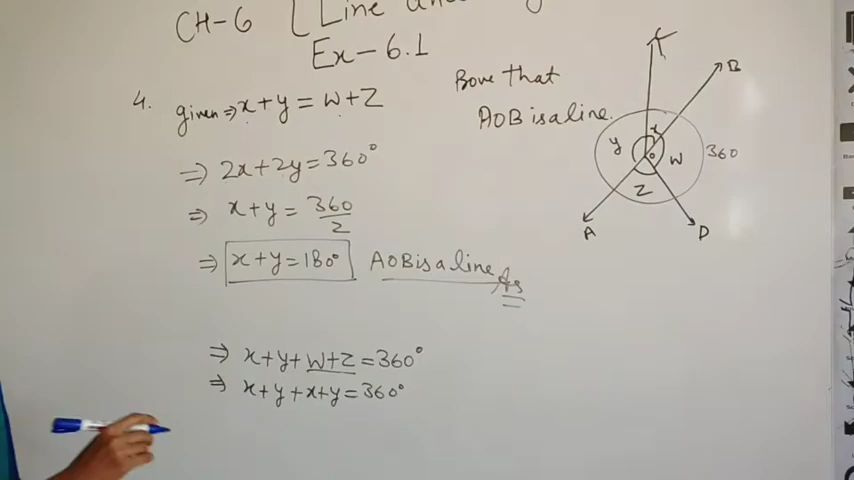 CH-6 [Line
Ex-6.1
4. given⇒ x+y = w+z
Prove that
AOB is a line.
⇒ 2x+2y=360°
⇒ x+y = 360/2
⇒ x+y=180° AOB is a line Ans
⇒ x+y+w+z=360°
⇒ x+y+x+y=360°
B
x
y
o
w
360
z
A
D